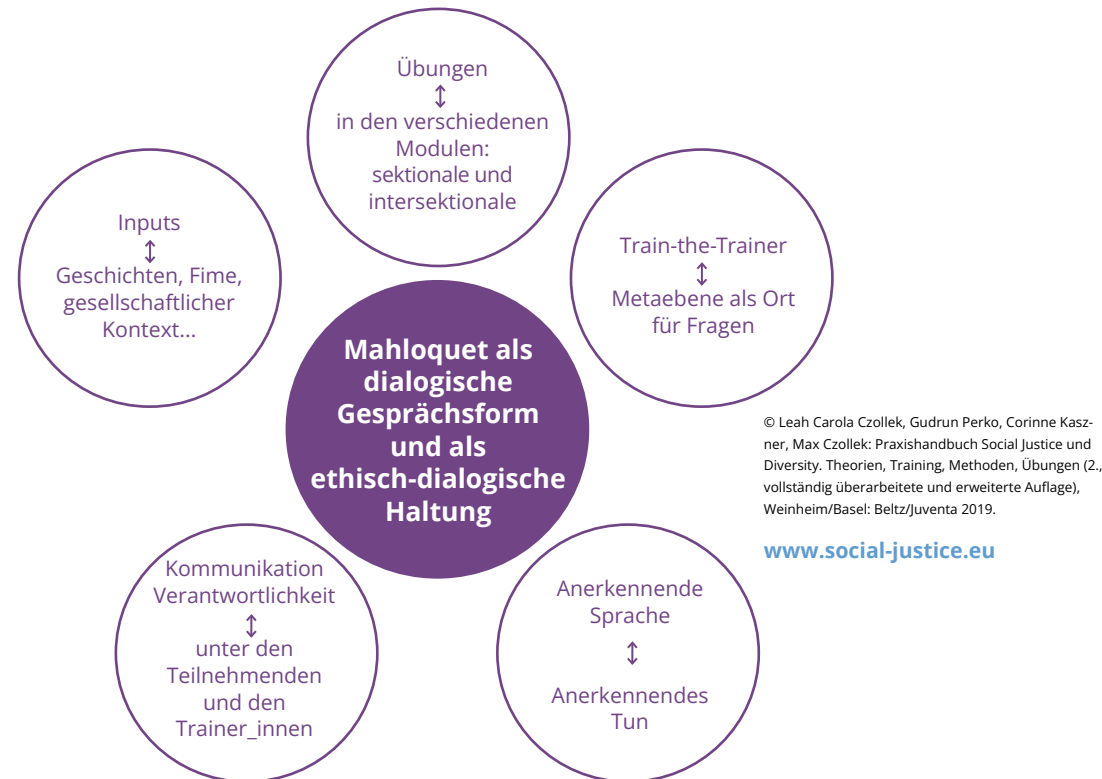 Übungen
↕
in den verschiedenen
Modulen:
sektionale und
intersektionale
Inputs
↕
Geschichten, Fime,
gesellschaftlicher
Kontext...
Train-the-Trainer
↕
Metaebene als Ort
für Fragen
Mahloquet als
dialogische
Gesprächsform
und als
ethisch-dialogische
Haltung
© Leah Carola Czollek, Gudrun Perko, Corinne Kasz-
ner, Max Czollek: Praxishandbuch Social Justice und
Diversity. Theorien, Training, Methoden, Übungen (2.,
vollständig überarbeitete und erweiterte Auflage),
Weinheim/Basel: Beltz/Juventa 2019.
www.social-justice.eu
Kommunikation
Verantwortlichkeit
↕
unter den
Teilnehmenden
und den
Trainer_innen
Anerkennende
Sprache
↕
Anerkennendes
Tun